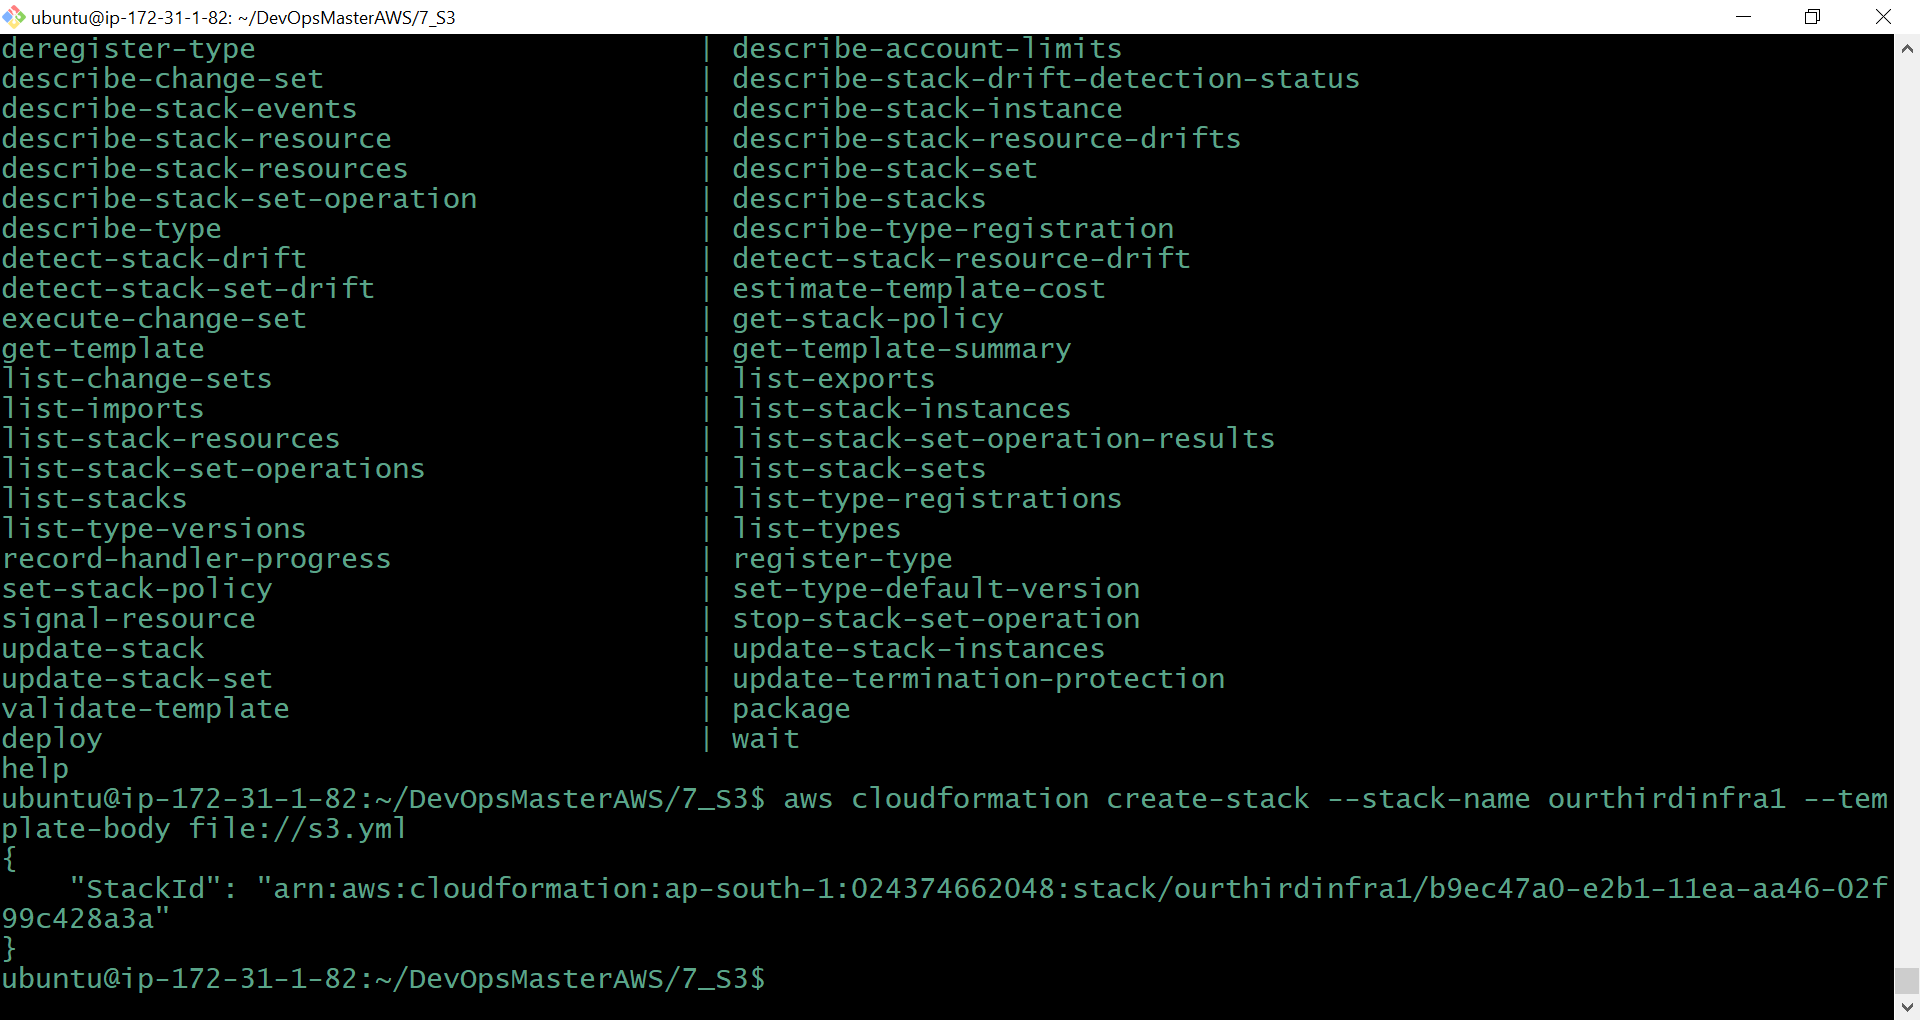 ubuntu@ip-172-31-1-82: ~/DevOpsMasterAWS/7_S3
deregister-type | describe-account-limits
describe-change-set | describe-stack-drift-detection-status
describe-stack-events | describe-stack-instance
describe-stack-resource | describe-stack-resource-drifts
describe-stack-resources | describe-stack-set
describe-stack-set-operation | describe-stacks
describe-type | describe-type-registration
detect-stack-drift | detect-stack-resource-drift
detect-stack-set-drift | estimate-template-cost
execute-change-set | get-stack-policy
get-template | get-template-summary
list-change-sets | list-exports
list-imports | list-stack-instances
list-stack-resources | list-stack-set-operation-results
list-stack-set-operations | list-stack-sets
list-stacks | list-type-registrations
list-type-versions | list-types
record-handler-progress | register-type
set-stack-policy | set-type-default-version
signal-resource | stop-stack-set-operation
update-stack | update-stack-instances
update-stack-set | update-termination-protection
validate-template | package
deploy | wait
help
ubuntu@ip-172-31-1-82:~/DevOpsMasterAWS/7_S3$ aws cloudformation create-stack --stack-name ourthirdinfra1 --tem
plate-body file://s3.yml
{
    "StackId": "arn:aws:cloudformation:ap-south-1:024374662048:stack/ourthirdinfra1/b9ec47a0-e2b1-11ea-aa46-02f
99c428a3a"
}
ubuntu@ip-172-31-1-82:~/DevOpsMasterAWS/7_S3$